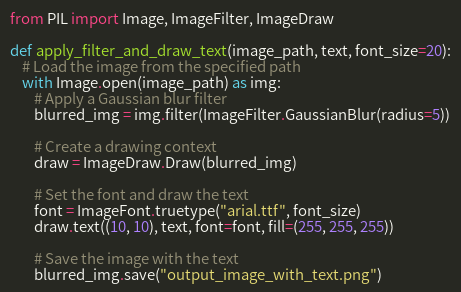 from PIL import Image, ImageFilter, ImageDraw

def apply_filter_and_draw_text(image_path, text, font_size=20):
    # Load the image from the specified path
    with Image.open(image_path) as img:
        # Apply a Gaussian blur filter
        blurred_img = img.filter(ImageFilter.GaussianBlur(radius=5))

        # Create a drawing context
        draw = ImageDraw.Draw(blurred_img)

        # Set the font and draw the text
        font = ImageFont.truetype("arial.ttf", font_size)
        draw.text((10, 10), text, font=font, fill=(255, 255, 255))

        # Save the image with the text
        blurred_img.save("output_image_with_text.png")